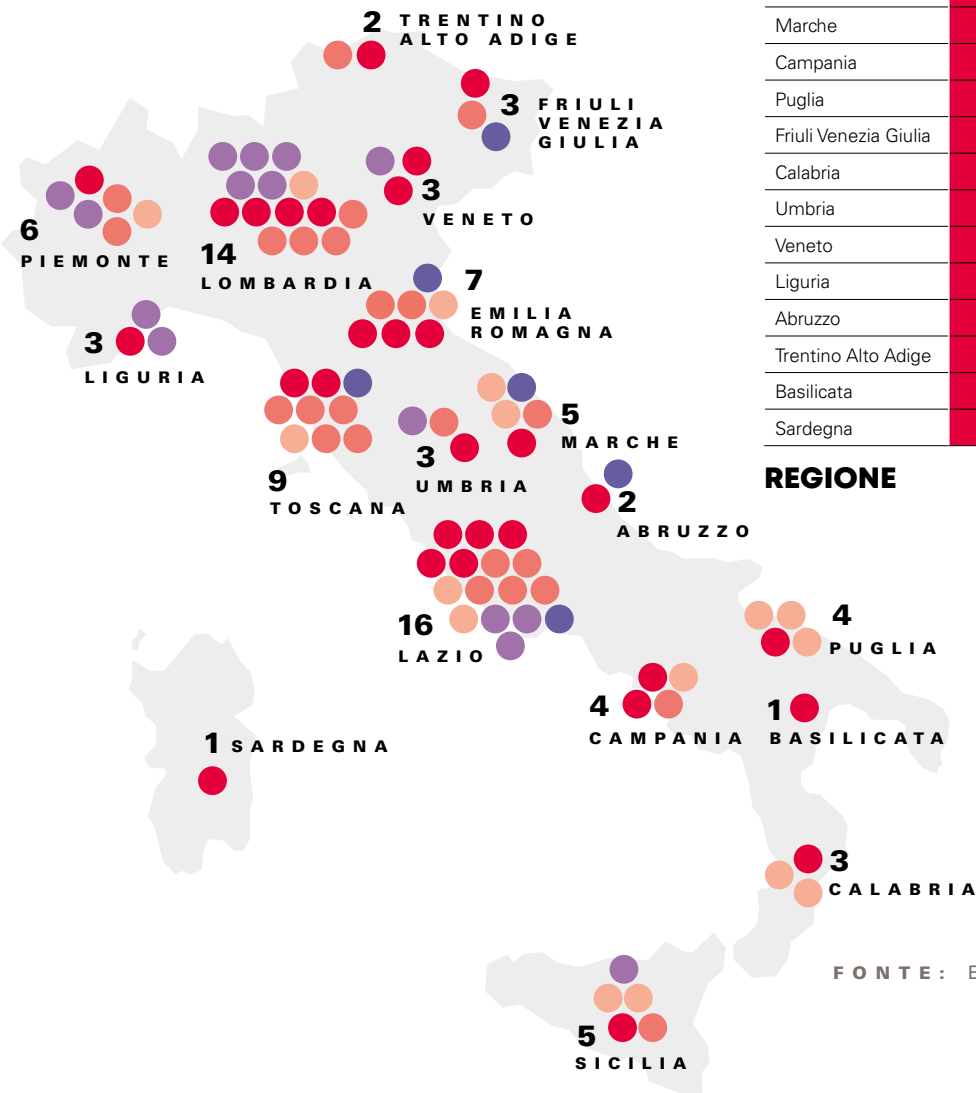 2 TRENTINO
ALTO ADIGE
3 FRIULI
VENEZIA
GIULIA
3
VENETO
6
PIEMONTE
14
LOMBARDIA
7
EMILIA
ROMAGNA
3
LIGURIA
9
TOSCANA
3
UMBRIA
5
MARCHE
2
ABRUZZO
16
LAZIO
4
PUGLIA
4
CAMPANIA
1
BASILICATA
1 SARDEGNA
3
CALABRIA
5
SICILIA
Marche
Campania
Puglia
Friuli Venezia Giulia
Calabria
Umbria
Veneto
Liguria
Abruzzo
Trentino Alto Adige
Basilicata
Sardegna
REGIONE
FONTE: